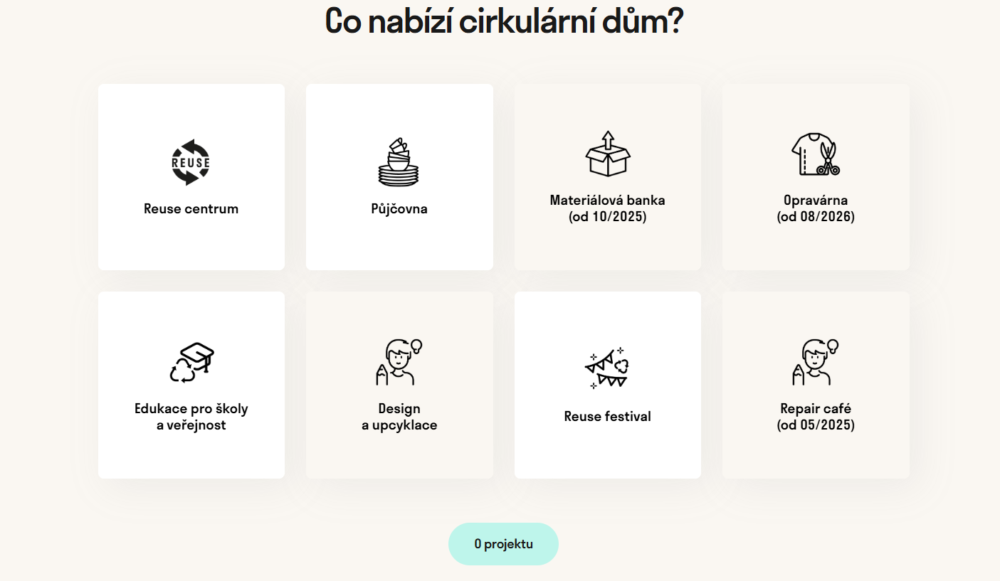 Co nabízí cirkulární dům?
REUSE
Reuse centrum
Půjčovna
Materiálová banka
(od 10/2025)
Opravárna
(od 08/2026)
Edukace pro školy
a veřejnost
Design
a upcyklace
Reuse festival
Repair café
(od 05/2025)
O projektu